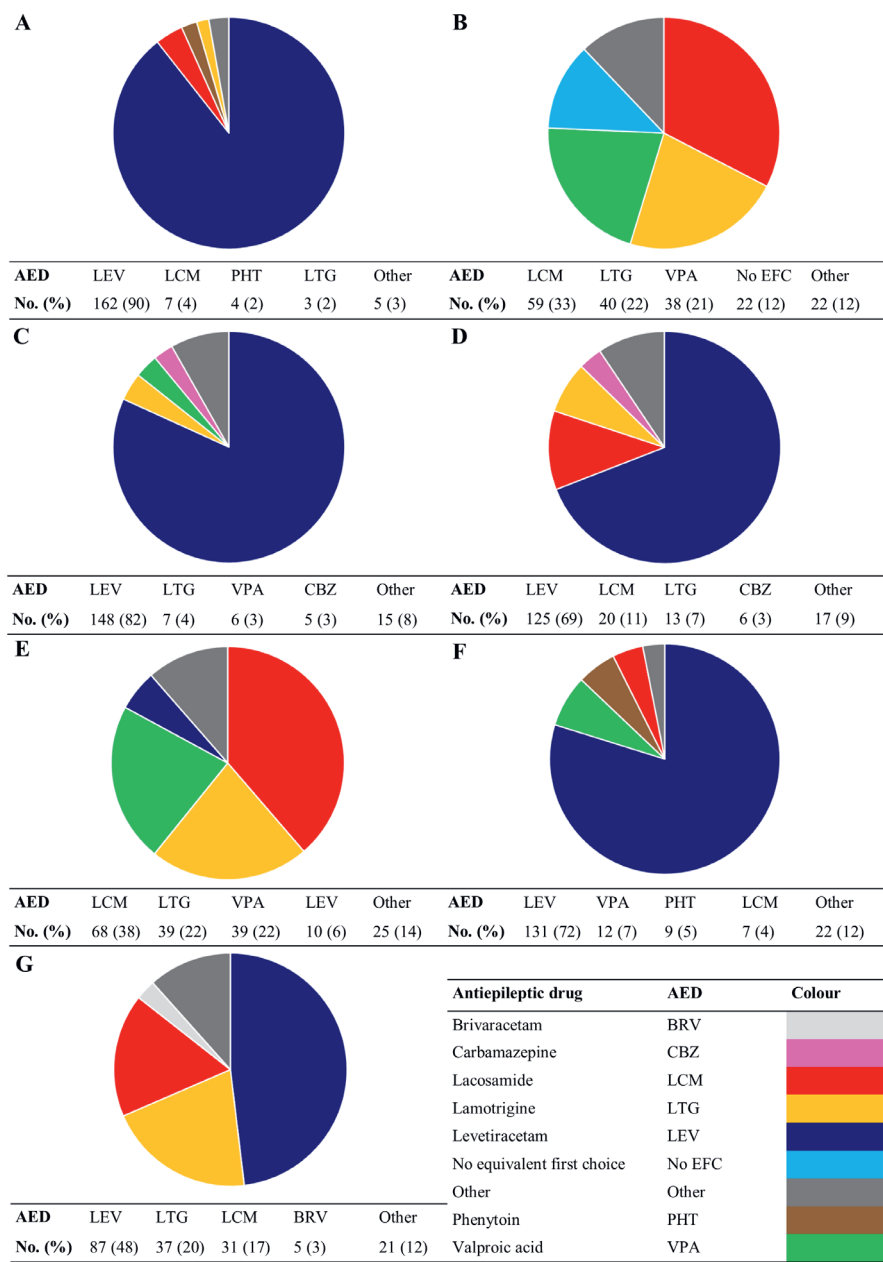 A
B
AED LEV LCM PHT LTG Other
No. (%) 162 (90) 7 (4) 4 (2) 3 (2) 5 (3)
AED LCM LTG VPA No EFC Other
No. (%) 59 (33) 40 (22) 38 (21) 22 (12) 22 (12)
C
D
AED LEV LTG VPA CBZ Other
No. (%) 148 (82) 7 (4) 6 (3) 5 (3) 15 (8)
AED LEV LCM LTG CBZ Other
No. (%) 125 (69) 20 (11) 13 (7) 6 (3) 17 (9)
E
F
AED LCM LTG VPA LEV Other
No. (%) 68 (38) 39 (22) 39 (22) 10 (6) 25 (14)
AED LEV VPA PHT LCM Other
No. (%) 131 (72) 12 (7) 9 (5) 7 (4) 22 (12)
G
AED LEV LTG LCM BRV Other
No. (%) 87 (48) 37 (20) 31 (17) 5 (3) 21 (12)
Antiepileptic drug AED Colour
Brivaracetam BRV
Carbamazepine CBZ
Lacosamide LCM
Lamotrigine LTG
Levetiracetam LEV
No equivalent first choice No EFC
Other Other
Phenytoin PHT
Valproic acid VPA